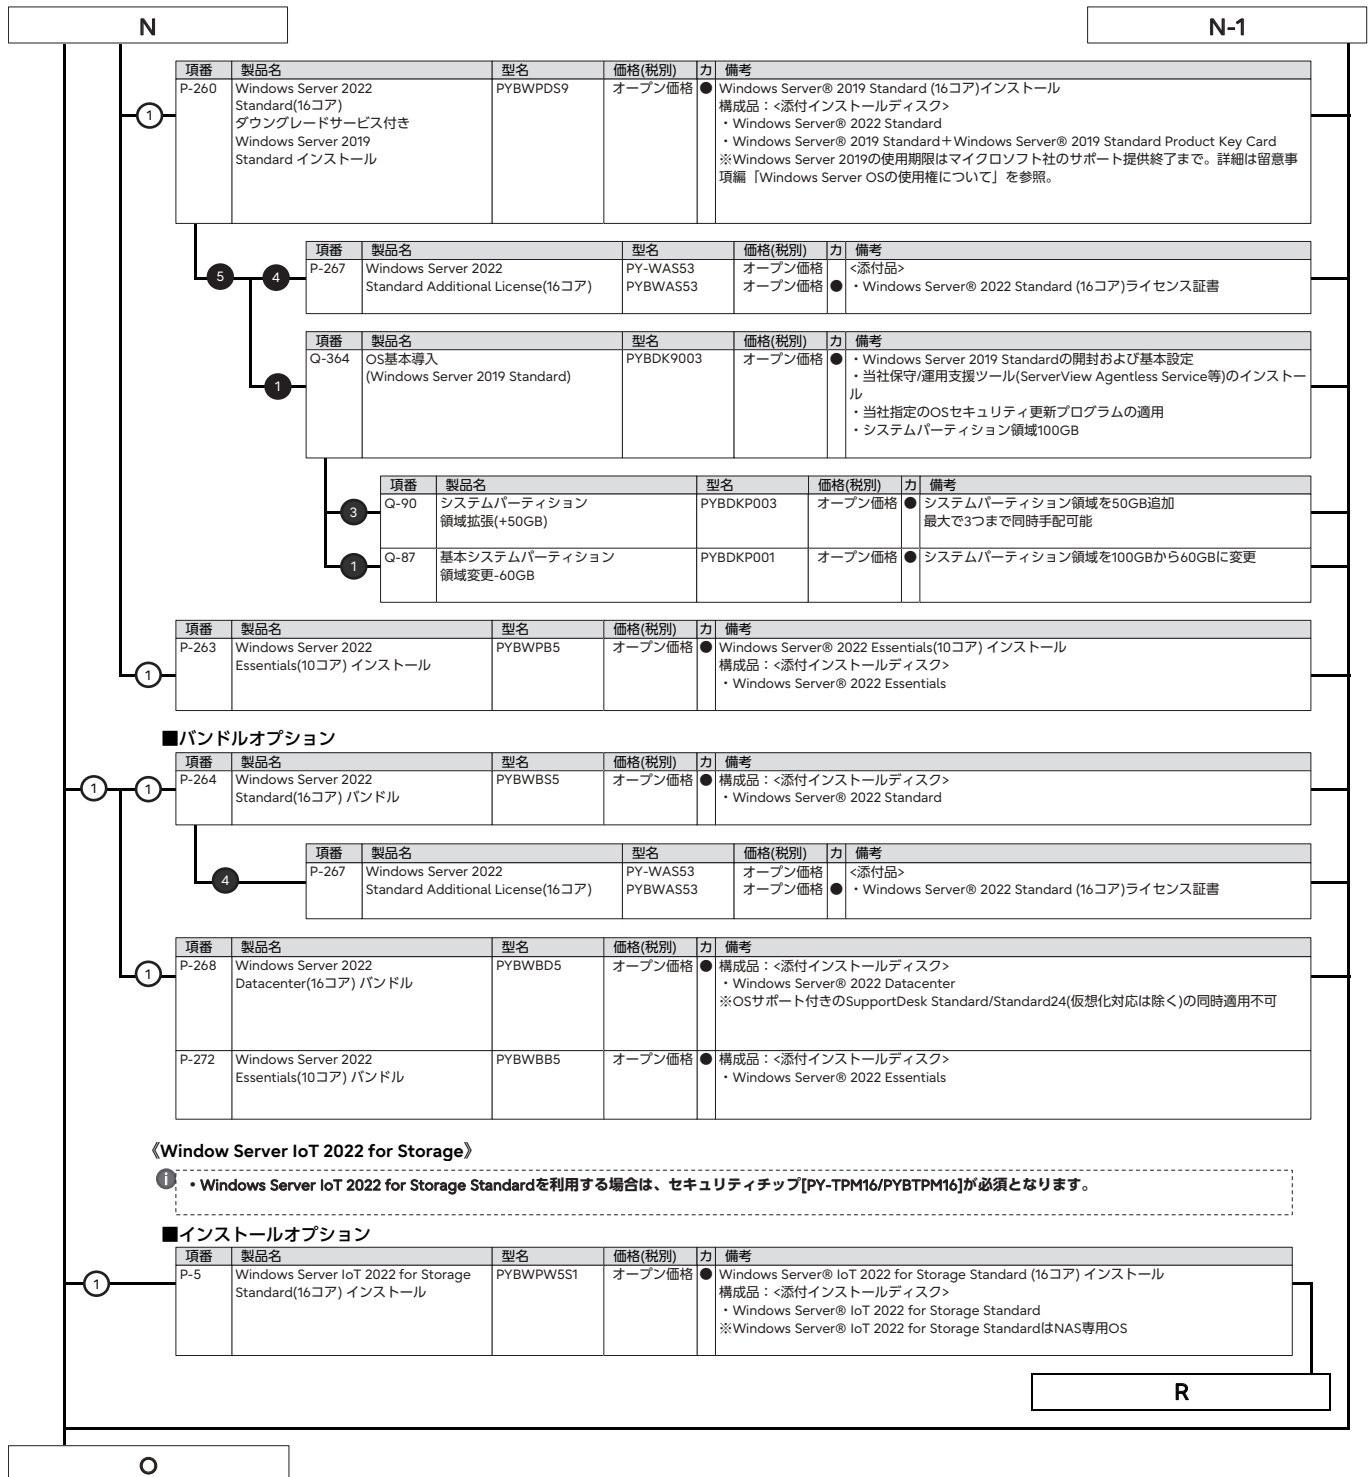 N
N-1
項番 製品名 型名 価格(税別) カ 備考
P-260 Windows Server 2022 PYBWPDS9 オープン価格 ● Windows Server® 2019 Standard (16コア)インストール
Standard(16コア) 構成品：<添付インストールディスク>
① ダウングレードサービス付き ・Windows Server® 2022 Standard
Windows Server 2019 ・Windows Server® 2019 Standard＋Windows Server® 2019 Standard Product Key Card
Standard インストール ※Windows Server 2019の使用期限はマイクロソフト社のサポート提供終了まで。詳細は留意事
項編「Windows Server OSの使用権について」を参照。
項番 製品名 型名 価格(税別) カ 備考
5 4 P-267 Windows Server 2022 PY-WAS53 オープン価格 <添付品>
Standard Additional License(16コア) PYBWAS53 オープン価格 ● ・Windows Server® 2022 Standard (16コア)ライセンス証書
項番 製品名 型名 価格(税別) カ 備考
Q-364 OS基本導入 PYBDK9003 オープン価格 ● ・Windows Server 2019 Standardの開封および基本設定
(Windows Server 2019 Standard) ・当社保守/運用支援ツール(ServerView Agentless Service等)のインストー
1 ル
・当社指定のOSセキュリティ更新プログラムの適用
・システムパーティション領域100GB
項番 製品名 型名 価格(税別) カ 備考
3 Q-90 システムパーティション PYBDKP003 オープン価格 ● システムパーティション領域を50GB追加
領域拡張(+50GB) 最大で3つまで同時手配可能
1 Q-87 基本システムパーティション PYBDKP001 オープン価格 ● システムパーティション領域を100GBから60GBに変更
領域変更-60GB
項番 製品名 型名 価格(税別) カ 備考
P-263 Windows Server 2022 PYBWPB5 オープン価格 ● Windows Server® 2022 Essentials(10コア) インストール
① Essentials(10コア) インストール 構成品：<添付インストールディスク>
・Windows Server® 2022 Essentials
■バンドルオプション
項番 製品名 型名 価格(税別) カ 備考
① ① P-264 Windows Server 2022 PYBWBS5 オープン価格 ● 構成品：<添付インストールディスク>
Standard(16コア) バンドル ・Windows Server® 2022 Standard
項番 製品名 型名 価格(税別) カ 備考
4 P-267 Windows Server 2022 PY-WAS53 オープン価格 <添付品>
Standard Additional License(16コア) PYBWAS53 オープン価格 ● ・Windows Server® 2022 Standard (16コア)ライセンス証書
項番 製品名 型名 価格(税別) カ 備考
① P-268 Windows Server 2022 PYBWBD5 オープン価格 ● 構成品：<添付インストールディスク>
Datacenter(16コア) バンドル ・Windows Server® 2022 Datacenter
※OSサポート付きのSupportDesk Standard/Standard24(仮想化対応は除く)の同時適用不可
P-272 Windows Server 2022 PYBWBB5 オープン価格 ● 構成品：<添付インストールディスク>
Essentials(10コア) バンドル ・Windows Server® 2022 Essentials
《Window Server IoT 2022 for Storage》
i ・Windows Server IoT 2022 for Storage Standardを利用する場合は、セキュリティチップ[PY-TPM16/PYBTPM16]が必須となります。
■インストールオプション
項番 製品名 型名 価格(税別) カ 備考
① P-5 Windows Server IoT 2022 for Storage PYBWPW5S1 オープン価格 ● Windows Server® IoT 2022 for Storage Standard (16コア) インストール
Standard(16コア) インストール 構成品：<添付インストールディスク>
・Windows Server® IoT 2022 for Storage Standard
※Windows Server® IoT 2022 for Storage StandardはNAS専用OS
R
O